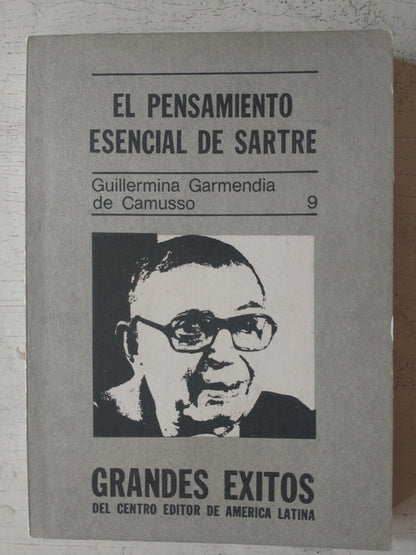 EL PENSAMIENTO
ESENCIAL DE SARTRE
Guillermina Garmendia
de Camusso 9
GRANDES EXITOS
DEL CENTRO EDITOR DE AMERICA LATINA